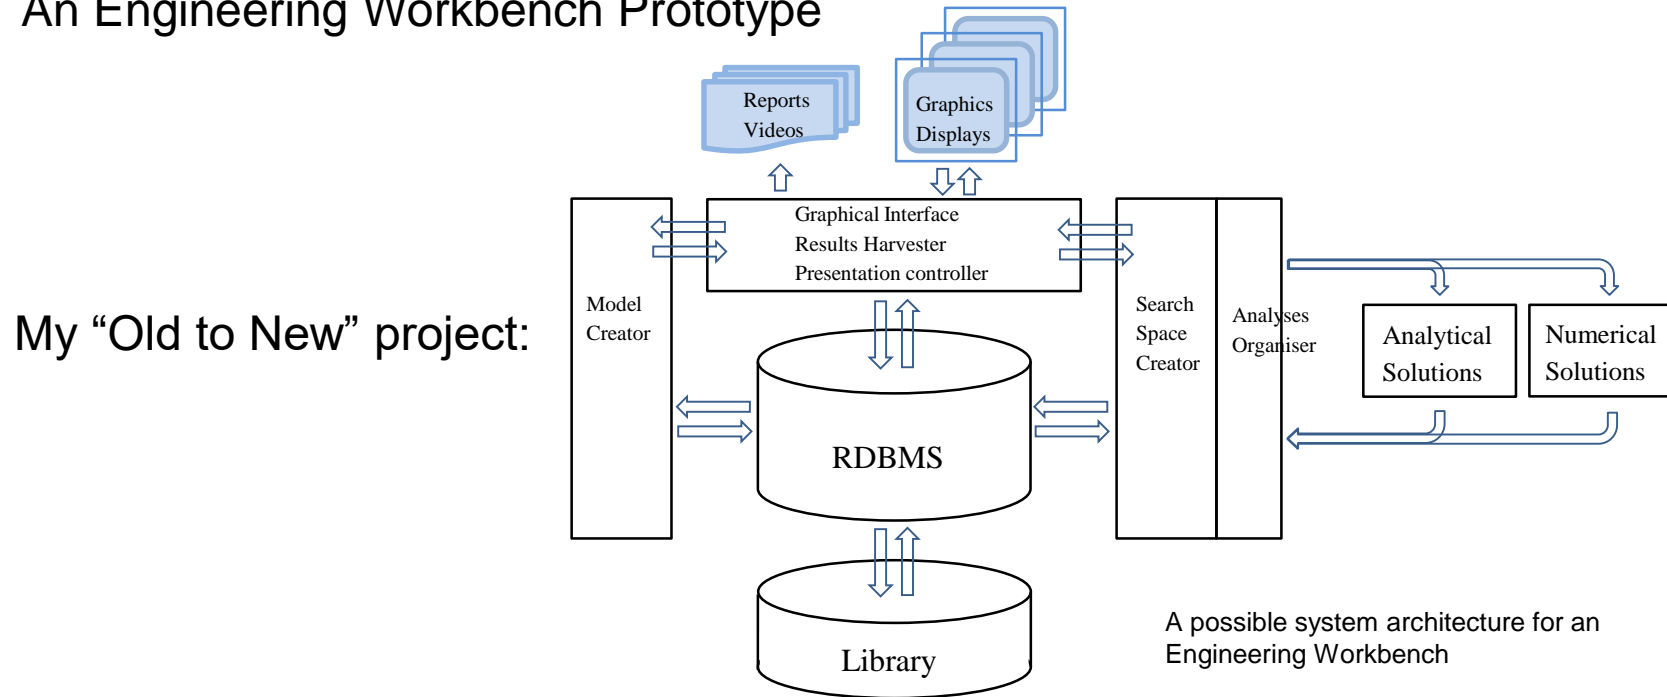 An Engineering Workbench Prototype
Reports
Videos
Graphics
Displays
Graphical Interface
Results Harvester
Presentation controller
My “Old to New” project:
Model
Creator
Search
Space
Creator
Analyses
Organiser
Analytical
Solutions
Numerical
Solutions
RDBMS
Library
A possible system architecture for an
Engineering Workbench